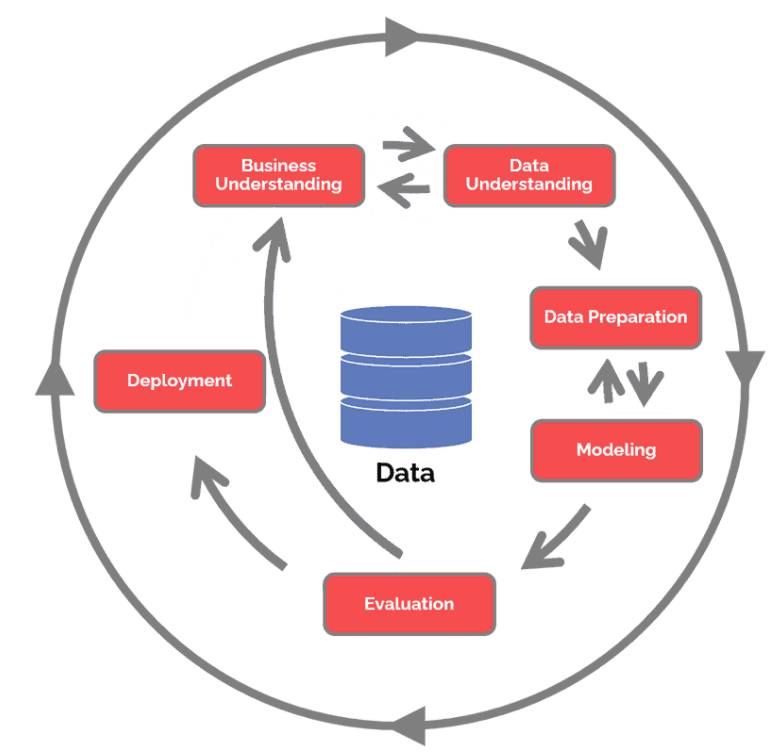 Business
Understanding
Data
Understanding
Data Preparation
Modeling
Evaluation
Deployment
Data